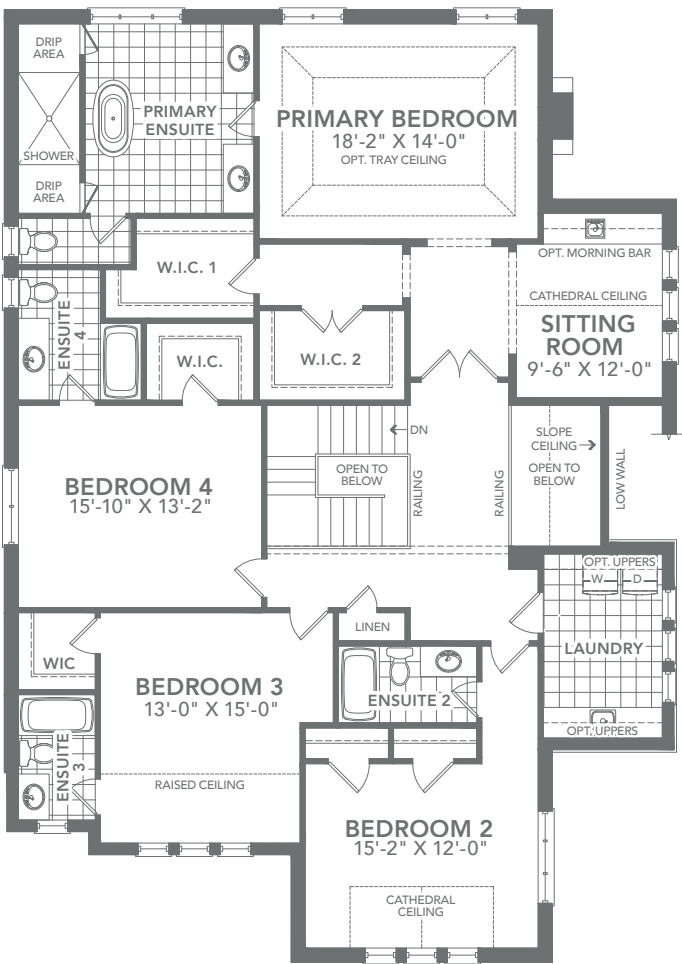 DRIP
AREA
PRIMARY
ENSUITE
SHOWER
DRIP
AREA
PRIMARY BEDROOM
18'-2" X 14'-0"
OPT. TRAY CEILING
W.I.C. 1
OPT. MORNING BAR
CATHEDRAL CEILING
SITTING
ROOM
9'-6" X 12'-0"
ENSUITE
4
W.I.C.
W.I.C. 2
DN
OPEN TO
BELOW
RAILING
RAILING
SLOPE
CEILING
OPEN TO
BELOW
LOW WALL
BEDROOM 4
15'-10" X 13'-2"
OPT. UPPERS
W
D
LAUNDRY
OPT. UPPERS
LINEN
WIC
BEDROOM 3
13'-0" X 15'-0"
RAISED CEILING
ENSUITE 2
ENSUITE
3
BEDROOM 2
15'-2" X 12'-0"
CATHEDRAL
CEILING